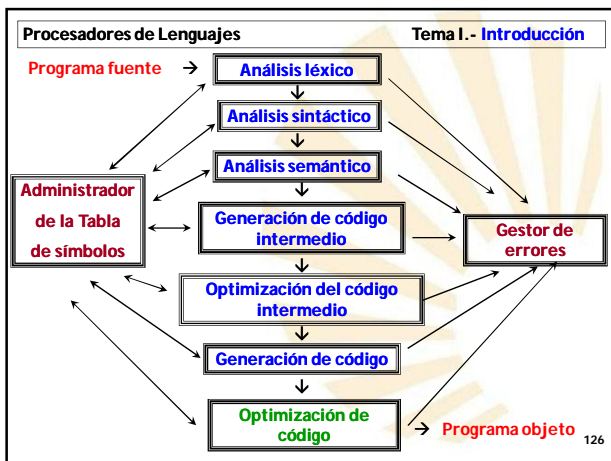 Procesadores de Lenguajes Tema I.- Introducción
Programa fuente → Análisis léxico
Análisis sintáctico
Análisis semántico
Administrador
de la Tabla
de símbolos
Generación de código
intermedio
Gestor de
errores
Optimización del código
intermedio
Generación de código
Optimización de
código
→ Programa objeto
126